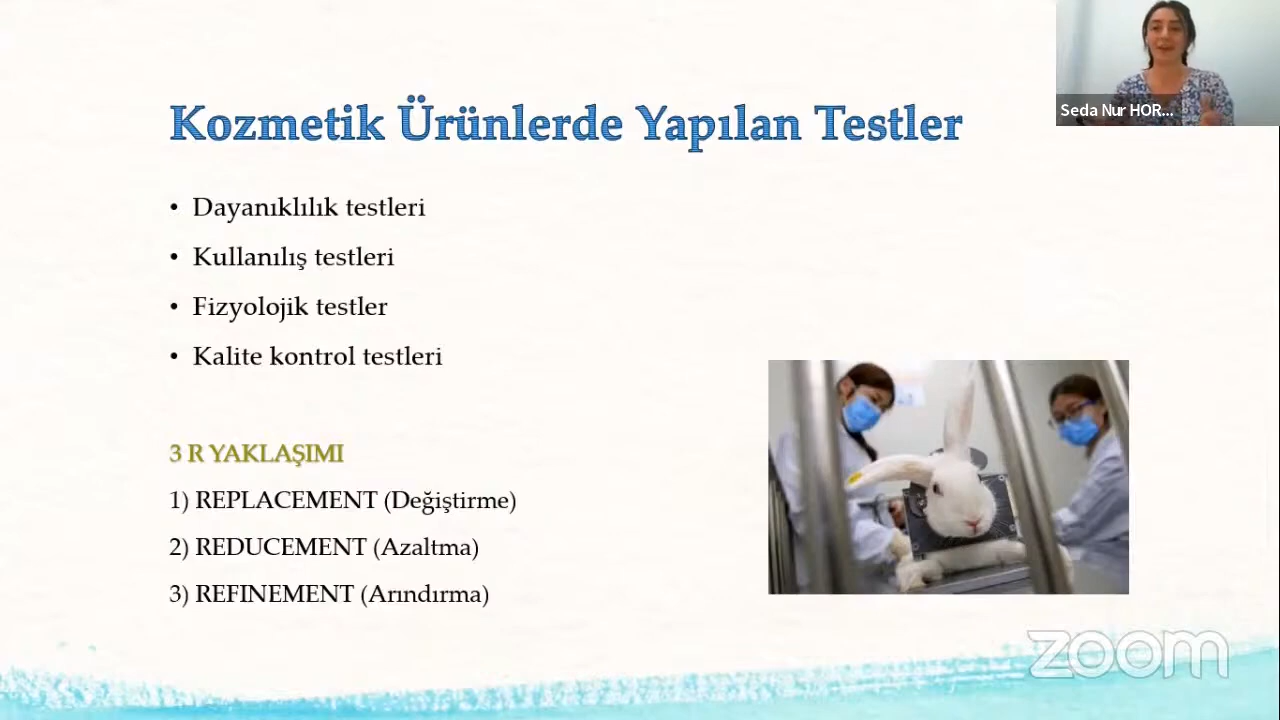 Kozmetik Ürünlerde Yapılan Testler
Seda Nur HOR...
• Dayanıklılık testleri
• Kullanılış testleri
• Fizyolojik testler
• Kalite kontrol testleri
3 R YAKLAŞIMI
1) REPLACEMENT (Değiştirme)
2) REDUCEMENT (Azaltma)
3) REFINEMENT (Arındırma)
zoom